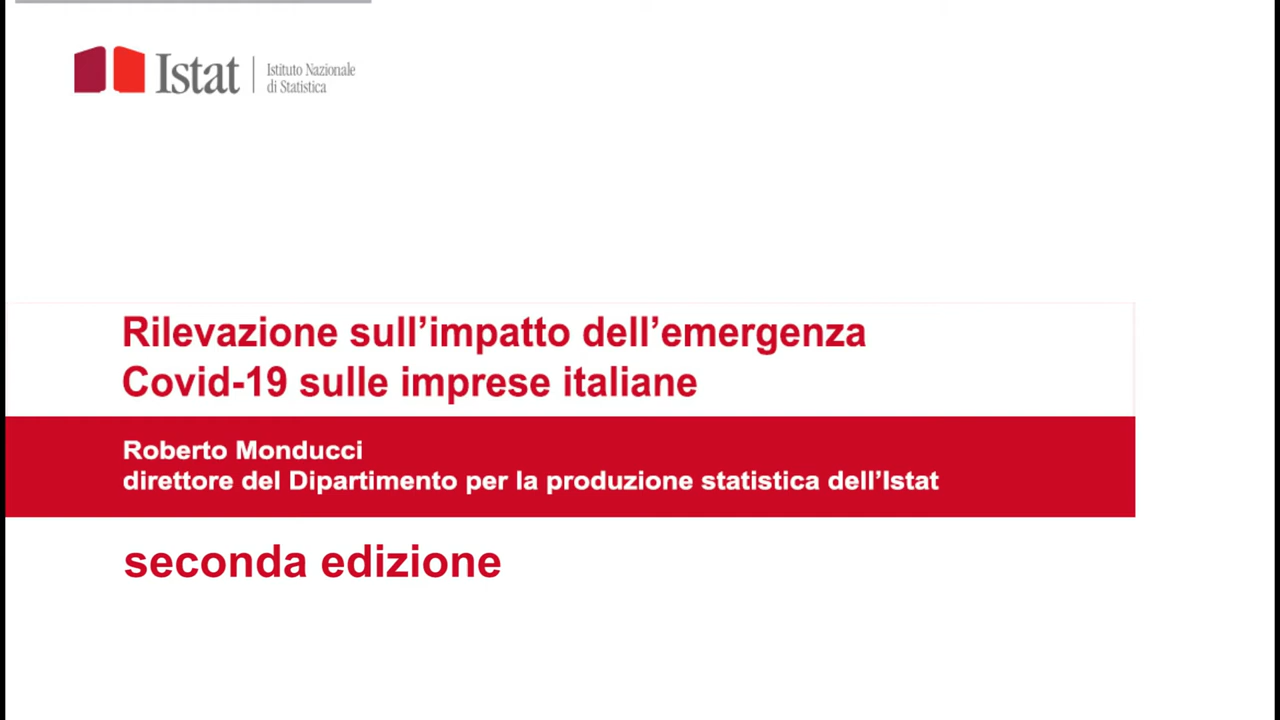 Istat
Istituto Nazionale
di Statistica
Rilevazione sull’impatto dell’emergenza
Covid-19 sulle imprese italiane
Roberto Monducci
direttore del Dipartimento per la produzione statistica dell’Istat
seconda edizione